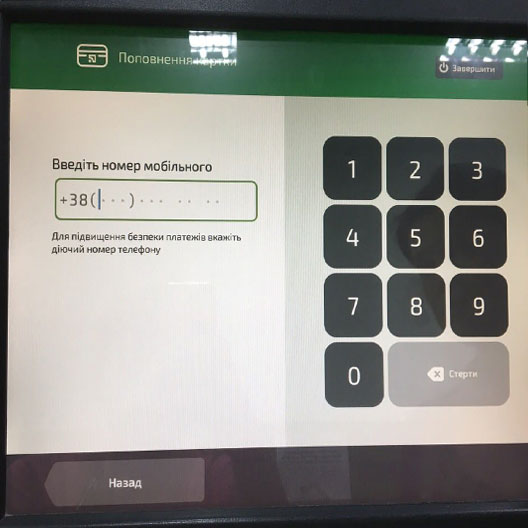 Поповнення картки
Завершити
Введіть номер мобільного
+38(···)··· ·· ··
Для підвищення безпеки платежів вкажіть
діючий номер телефону
1 2 3
4 5 6
7 8 9
0 Стерти
Назад